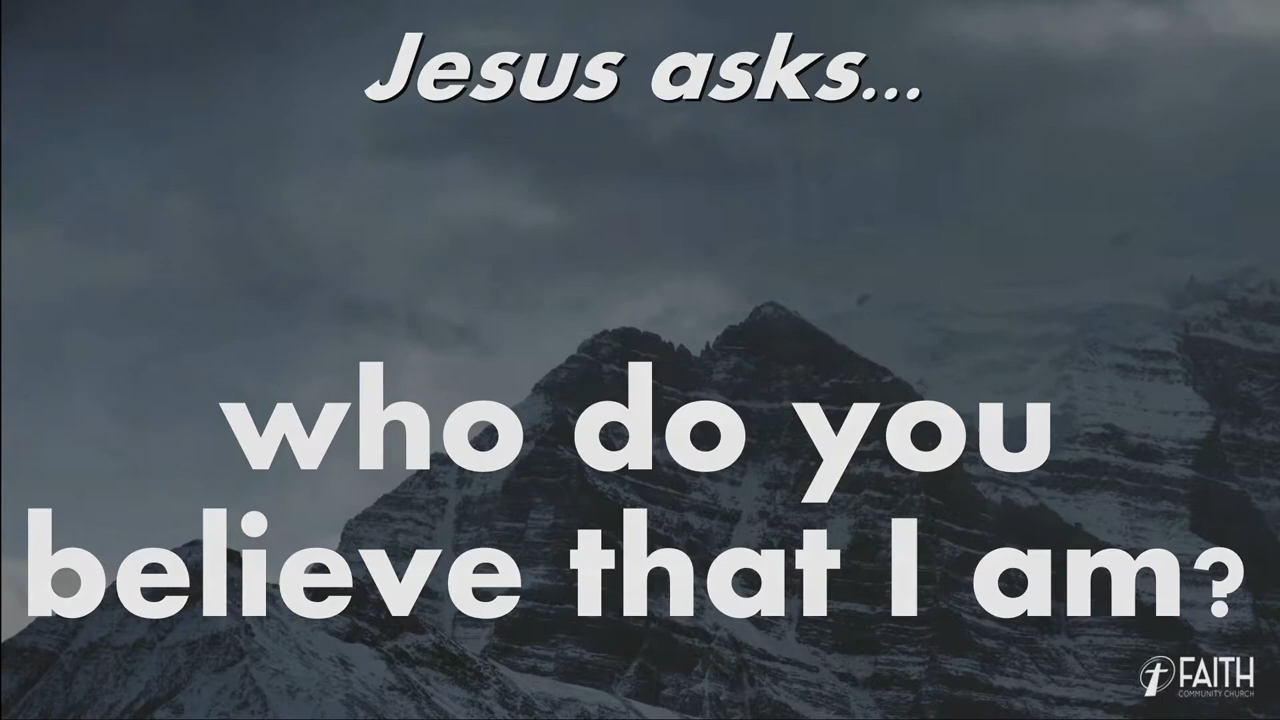 Jesus asks...
who do you
believe that I am?
FAITH
COMMUNITY CHURCH